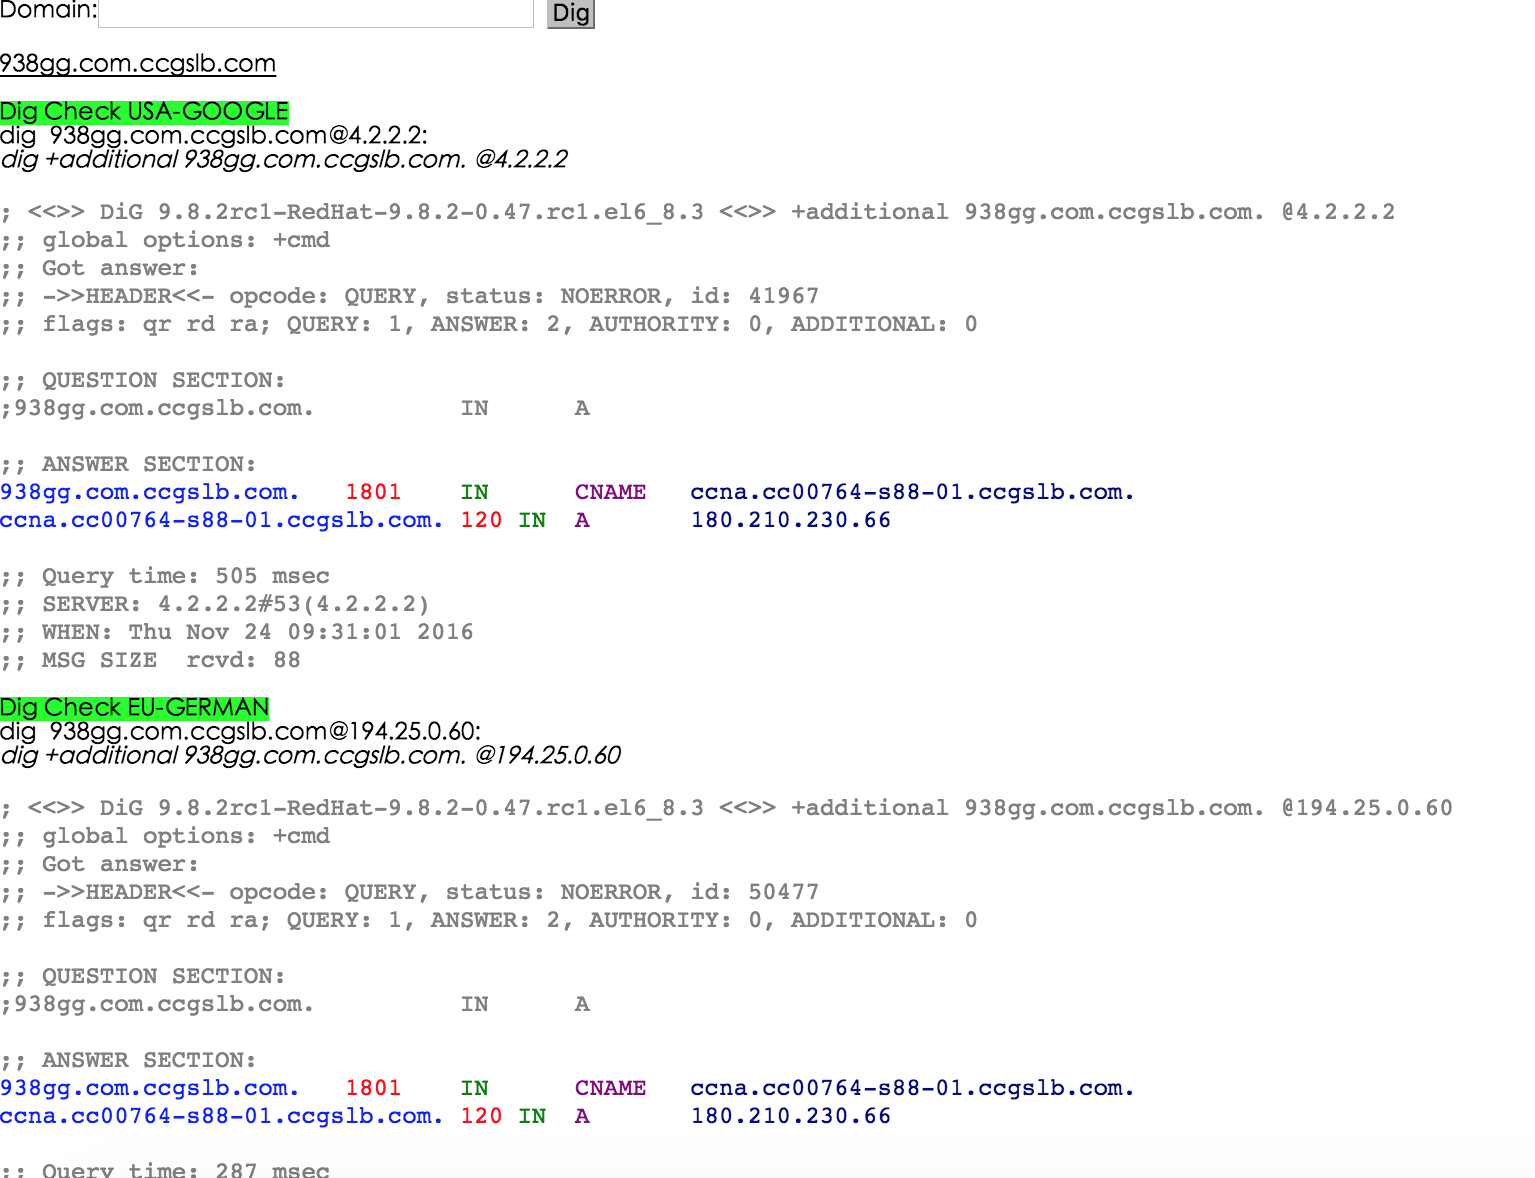 Domain: Dig
938gg.com.ccgslb.com
Dig Check USA-GOOGLE
dig 938gg.com.ccgslb.com@4.2.2.2:
dig +additional 938gg.com.ccgslb.com. @4.2.2.2
; <<>> DiG 9.8.2rc1-RedHat-9.8.2-0.47.rc1.el6_8.3 <<>> +additional 938gg.com.ccgslb.com. @4.2.2.2
;; global options: +cmd
;; Got answer:
;; ->>HEADER<<- opcode: QUERY, status: NOERROR, id: 41967
;; flags: qr rd ra; QUERY: 1, ANSWER: 2, AUTHORITY: 0, ADDITIONAL: 0
;; QUESTION SECTION:
;938gg.com.ccgslb.com. IN A
;; ANSWER SECTION:
938gg.com.ccgslb.com. 1801 IN CNAME ccna.cc00764-s88-01.ccgslb.com.
ccna.cc00764-s88-01.ccgslb.com. 120 IN A 180.210.230.66
;; Query time: 505 msec
;; SERVER: 4.2.2.2#53(4.2.2.2)
;; WHEN: Thu Nov 24 09:31:01 2016
;; MSG SIZE rcvd: 88
Dig Check EU-GERMAN
dig 938gg.com.ccgslb.com@194.25.0.60:
dig +additional 938gg.com.ccgslb.com. @194.25.0.60
; <<>> DiG 9.8.2rc1-RedHat-9.8.2-0.47.rc1.el6_8.3 <<>> +additional 938gg.com.ccgslb.com. @194.25.0.60
;; global options: +cmd
;; Got answer:
;; ->>HEADER<<- opcode: QUERY, status: NOERROR, id: 50477
;; flags: qr rd ra; QUERY: 1, ANSWER: 2, AUTHORITY: 0, ADDITIONAL: 0
;; QUESTION SECTION:
;938gg.com.ccgslb.com. IN A
;; ANSWER SECTION:
938gg.com.ccgslb.com. 1801 IN CNAME ccna.cc00764-s88-01.ccgslb.com.
ccna.cc00764-s88-01.ccgslb.com. 120 IN A 180.210.230.66
;; Query time: 287 msec